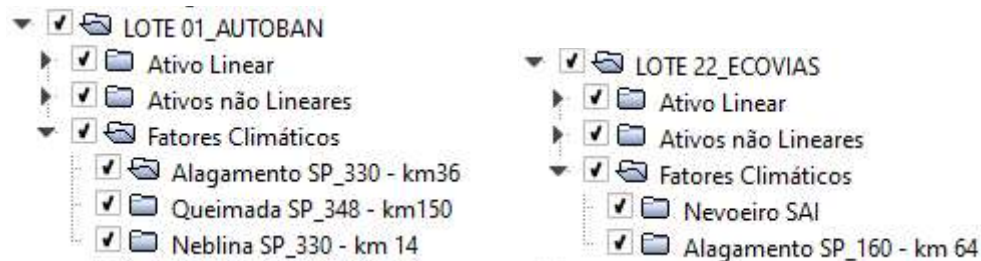 LOTE 01_AUTOBAN
Ativo Linear
Ativos não Lineares
Fatores Climáticos
Alagamento SP_330 - km36
Queimada SP_348 - km150
Neblina SP_330 - km 14
LOTE 22_ECOVIAS
Ativo Linear
Ativos não Lineares
Fatores Climáticos
Nevoeiro SAI
Alagamento SP_160 - km 64